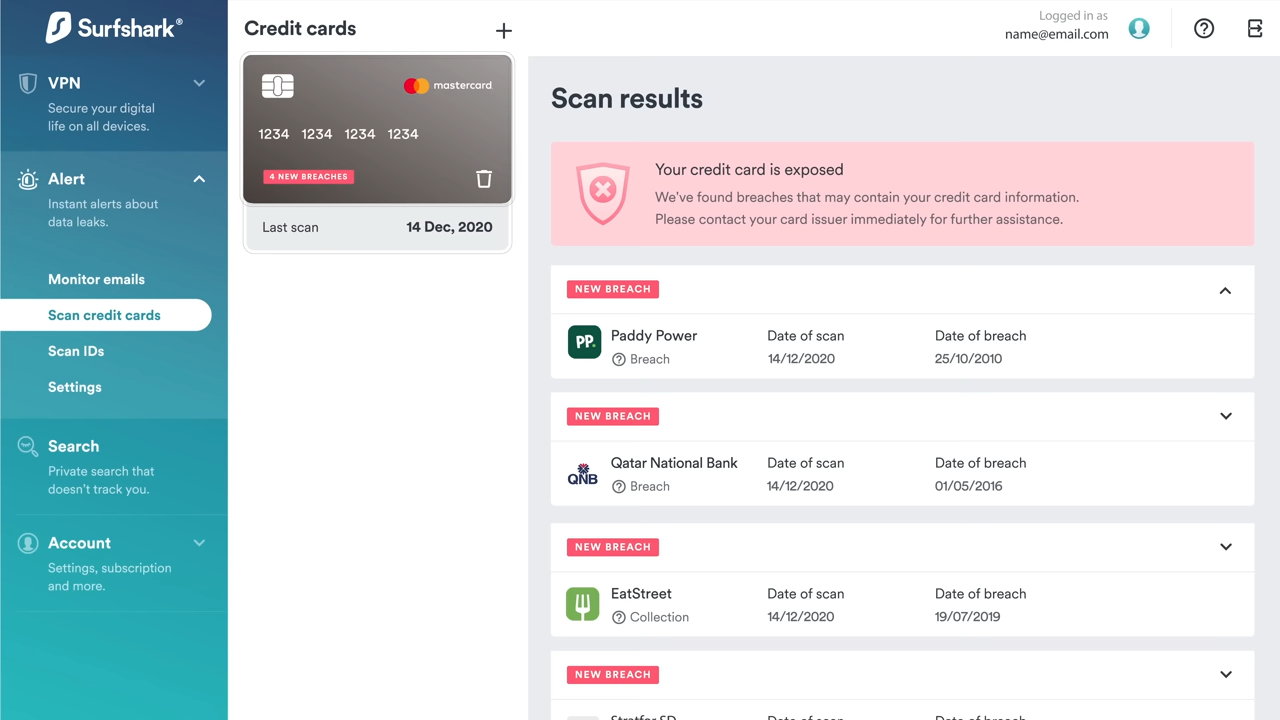 Surfshark®
VPN
Secure your digital
life on all devices.
Alert
Instant alerts about
data leaks.
Monitor emails
Scan credit cards
Scan IDs
Settings
Search
Private search that
doesn't track you.
Account
Settings, subscription
and more.
Credit cards
mastercard
1234 1234 1234 1234
4 NEW BREACHES
Last scan 14 Dec, 2020
Logged in as
name@email.com
Scan results
Your credit card is exposed
We've found breaches that may contain your credit card information.
Please contact your card issuer immediately for further assistance.
NEW BREACH
PP.
Paddy Power Date of scan Date of breach
Breach 14/12/2020 25/10/2010
NEW BREACH
QNB
Qatar National Bank Date of scan Date of breach
Breach 14/12/2020 01/05/2016
NEW BREACH
EatStreet Date of scan Date of breach
Collection 14/12/2020 19/07/2019
NEW BREACH
Date of scan Date of breach